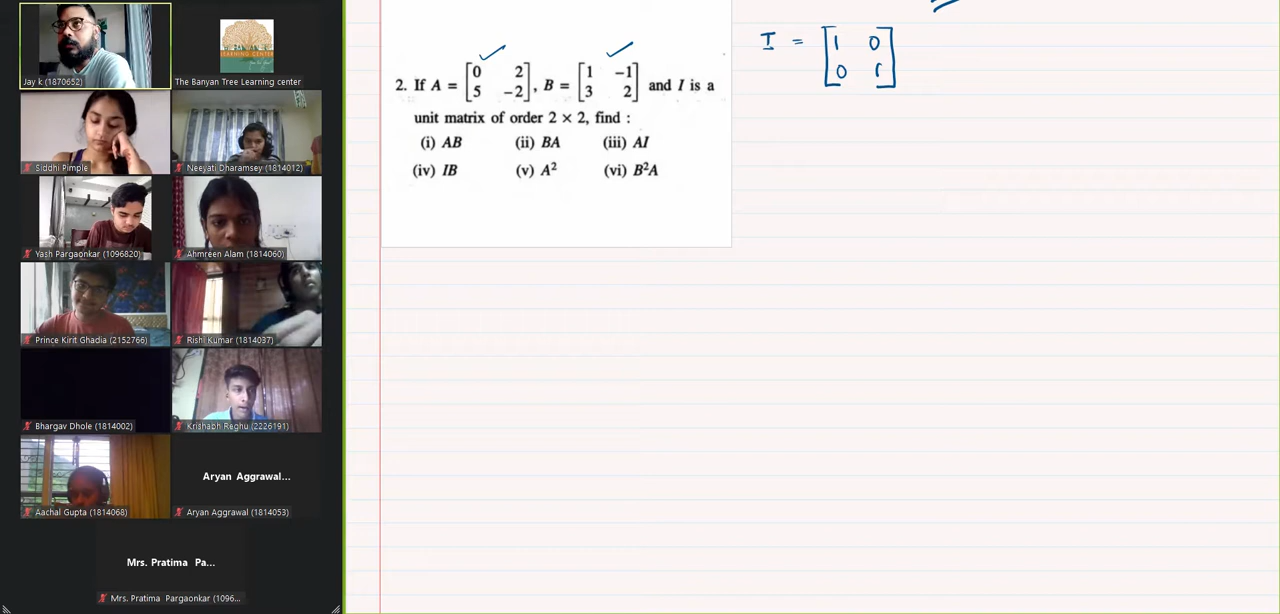 Jay k (1870652)
LEARNING CENTER
The Banyan Tree Learning center
Siddhi Pimple
Neeyati Dharamsey (1814012)
Yash Pargaonkar (1096820)
Ahmreen Alam (1814060)
Prince Kirit Ghadia (2152766)
Rishi Kumar (1814037)
Bhargav Dhole (1814002)
Krishabh Reghu (2226191)
Aachal Gupta (1814068)
Aryan Aggrawal...
Aryan Aggrawal (1814053)
Mrs. Pratima Pa...
Mrs. Pratima Pargaonkar (1096...
2. If A = [0 2 5 -2], B = [1 -1 3 2] and I is a
unit matrix of order 2 × 2, find :
(i) AB (ii) BA (iii) AI
(iv) IB (v) A² (vi) B²A
I = [1 0
0 1]